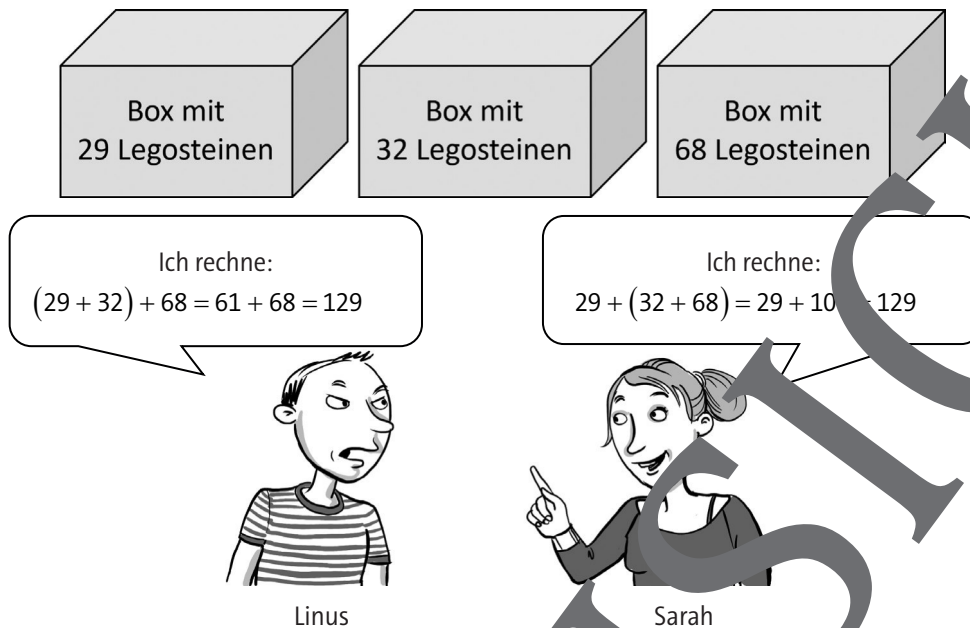 Box mit
29 Legosteinen
Box mit
32 Legosteinen
Box mit
68 Legosteinen
Ich rechne:
(29 + 32) + 68 = 61 + 68 = 129
Ich rechne:
29 + (32 + 68) = 29 + 10 129
Linus
Sarah